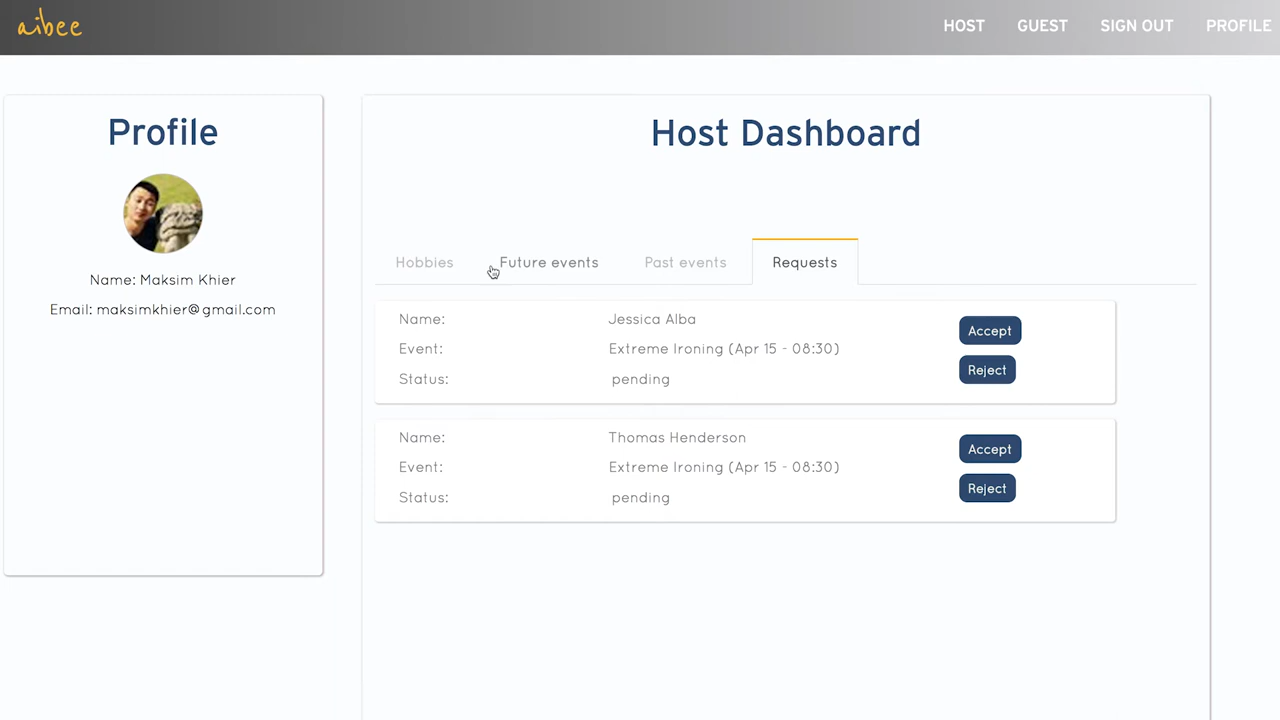 aibee
HOST GUEST SIGN OUT PROFILE
Profile
Name: Maksim Khier
Email: maksimkhier@gmail.com
Host Dashboard
Hobbies Future events Past events Requests
Name: Jessica Alba
Event: Extreme Ironing (Apr 15 - 08:30)
Status: pending
Accept
Reject
Name: Thomas Henderson
Event: Extreme Ironing (Apr 15 - 08:30)
Status: pending
Accept
Reject